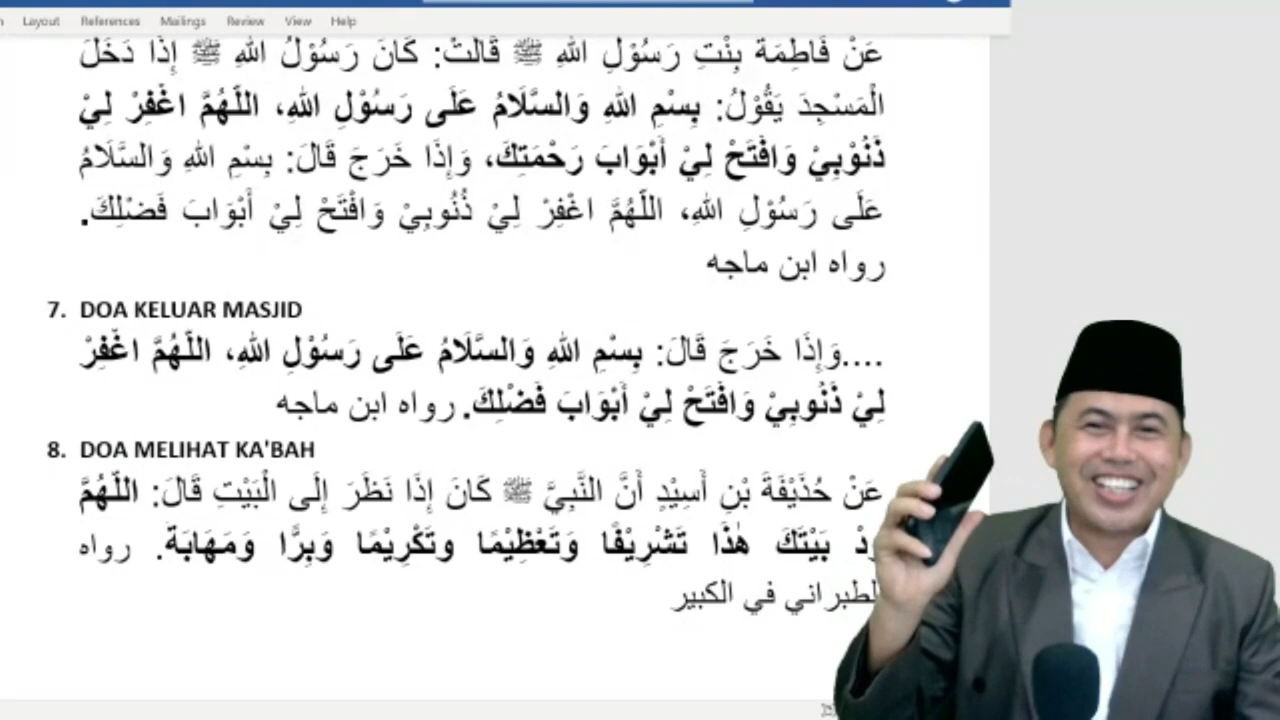 Layout References Mailings Review View Help
عَنْ فَاطِمَةَ بِنْتِ رَسُوْلِ اللهِ ﷺ قَالَتْ: كَانَ رَسُوْلُ اللهِ ﷺ إِذَا دَخَلَ
الْمَسْجِدَ يَقُوْلُ: بِسْمِ اللهِ وَالسَّلَامُ عَلَى رَسُوْلِ اللهِ، اللّهُمَّ اغْفِرْ لِيْ
ذُنُوْبِيْ وَافْتَحْ لِيْ أَبْوَابَ رَحْمَتِكَ، وَإِذَا خَرَجَ قَالَ: بِسْمِ اللهِ وَالسَّلَامُ
عَلَى رَسُوْلِ اللهِ، اللّهُمَّ اغْفِرْ لِيْ ذُنُوبِيْ وَافْتَحْ لِيْ أَبْوَابَ فَضْلِكَ.
رواه ابن ماجه
7. DOA KELUAR MASJID
....وَإِذَا خَرَجَ قَالَ: بِسْمِ اللهِ وَالسَّلَامُ عَلَى رَسُوْلِ اللهِ، اللّهُمَّ اغْفِرْ
لِيْ ذُنُوبِيْ وَافْتَحْ لِيْ أَبْوَابَ فَضْلِكَ. رواه ابن ماجه
8. DOA MELIHAT KA'BAH
عَنْ حُذَيْفَةَ بْنِ أَسِيْدٍ أَنَّ النَّبِيَّ ﷺ كَانَ إِذَا نَظَرَ إِلَى الْبَيْتِ قَالَ: اللّهُمَّ
بَيْتَكَ هٰذَا تَشْرِيْفًا وَتَعْظِيْمًا وتَكْرِيْمًا وَبِرًّا وَمَهَابَةً. رواه
لطبراني في الكبير